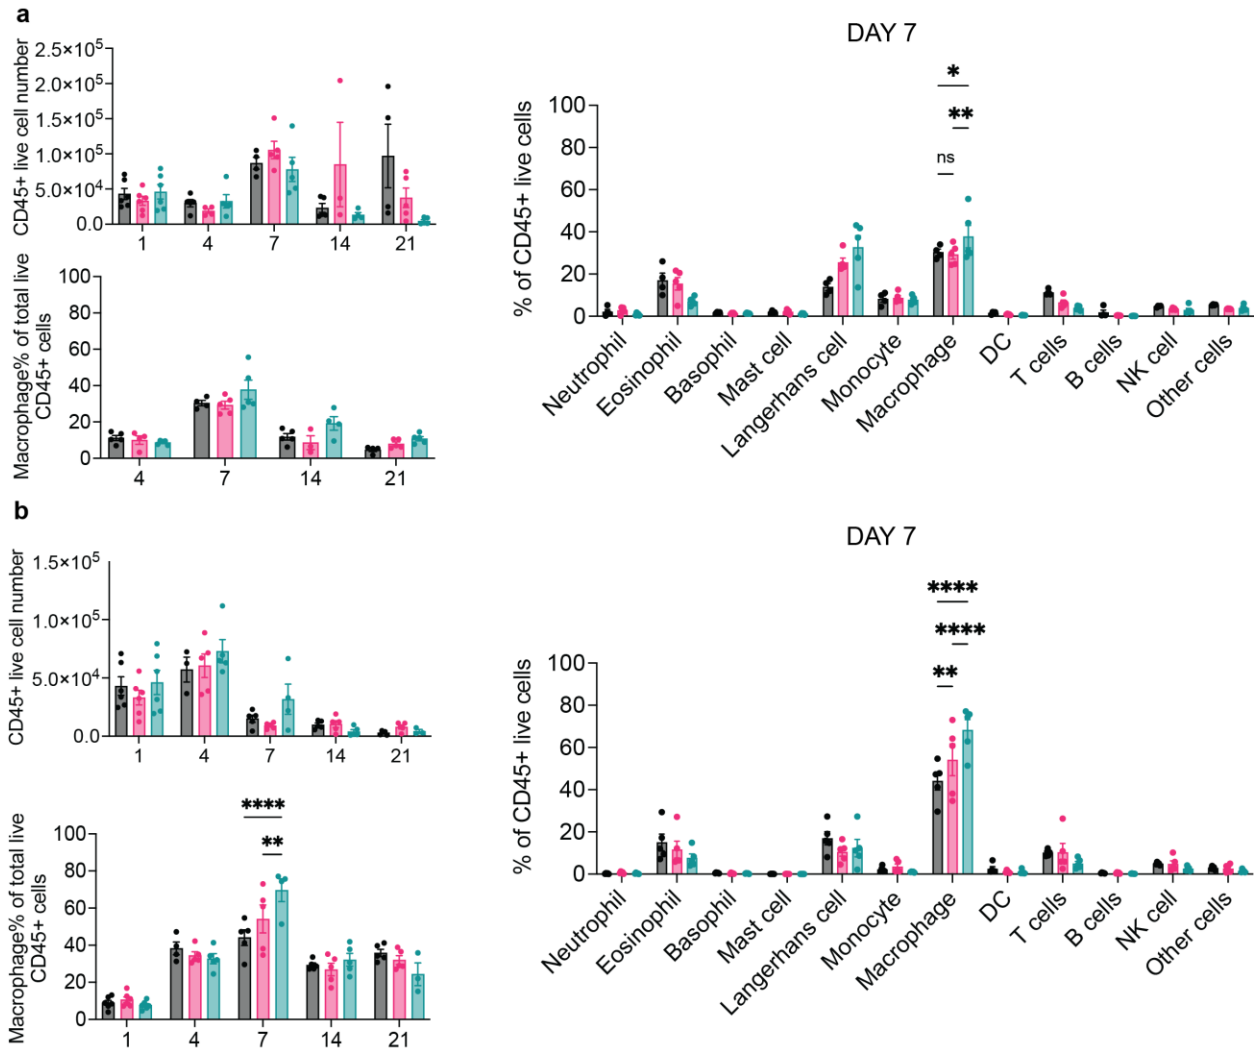 a
CD45+ live cell number
2.5×10⁵
2.0×10⁵
1.5×10⁵
1.0×10⁵
5.0×10⁴
0.0
1 4 7 14 21
Macrophage% of total live
CD45+ cells
100
80
60
40
20
0
4 7 14 21
DAY 7
% of CD45+ live cells
100
80
60
40
20
0
*
**
ns
Neutrophil
Eosinophil
Basophil
Mast cell
Langerhans cell
Monocyte
Macrophage
DC
T cells
B cells
NK cell
Other cells
b
CD45+ live cell number
1.5×10⁵
1.0×10⁵
5.0×10⁴
0.0
1 4 7 14 21
Macrophage% of total live
CD45+ cells
100
80
60
40
20
0
****
**
1 4 7 14 21
DAY 7
% of CD45+ live cells
100
80
60
40
20
0
****
****
**
Neutrophil
Eosinophil
Basophil
Mast cell
Langerhans cell
Monocyte
Macrophage
DC
T cells
B cells
NK cell
Other cells